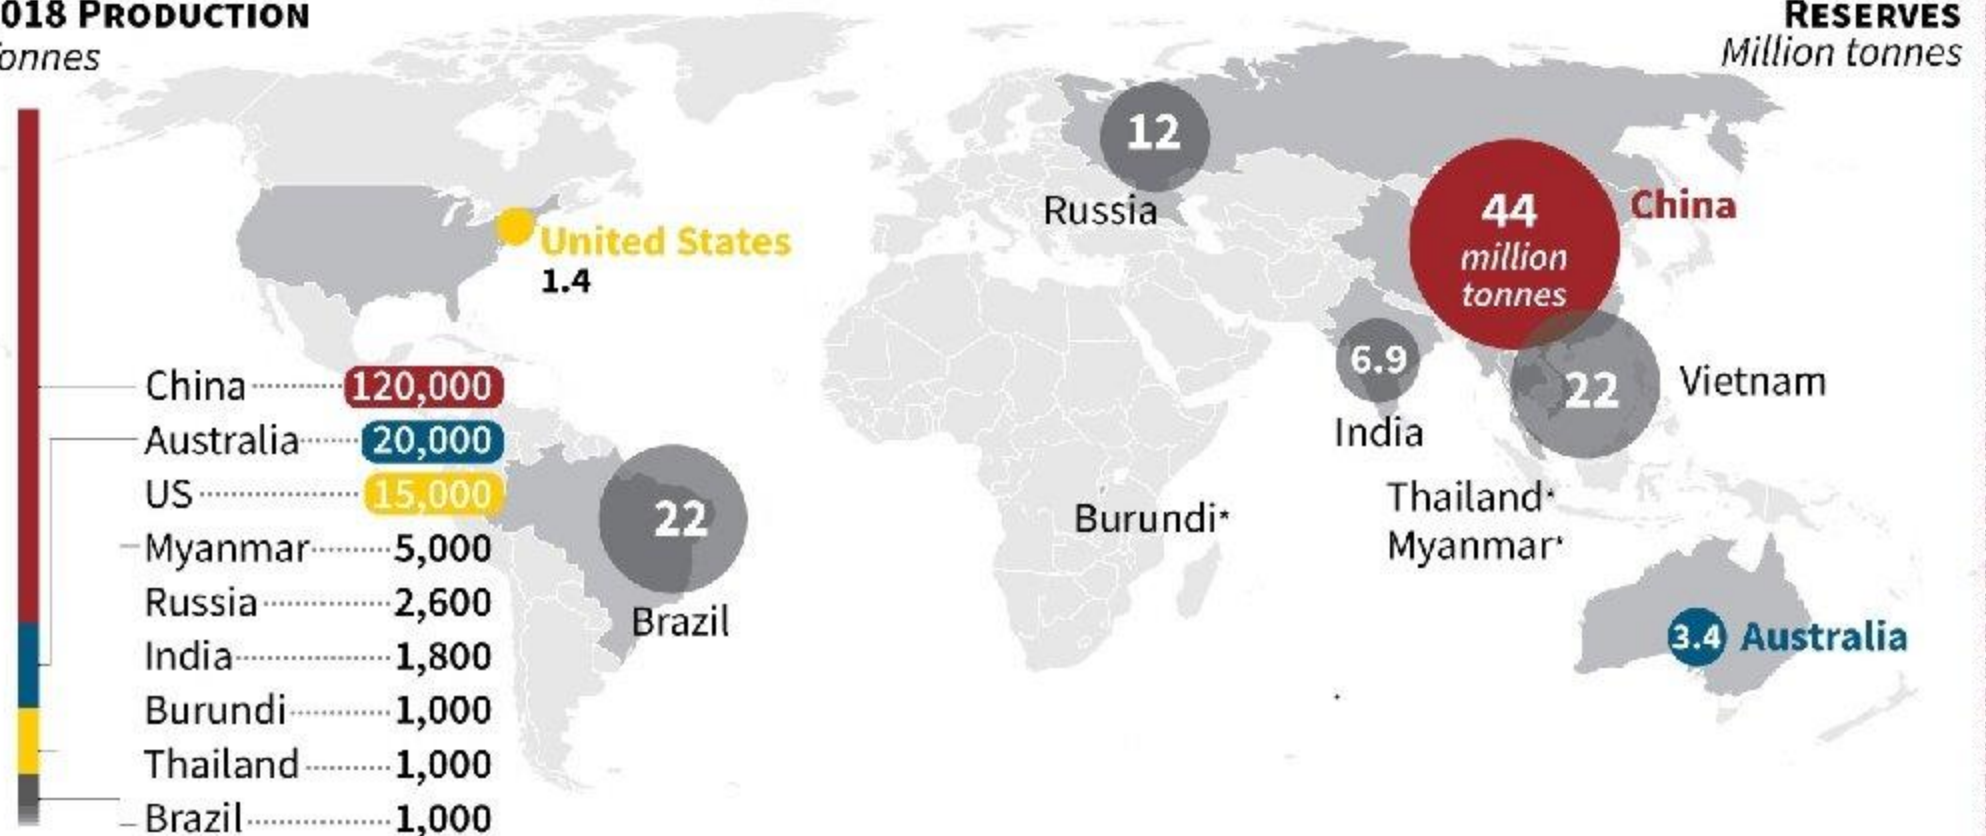 018 PRODUCTION
onnes
RESERVES
Million tonnes
12
Russia
44
million
tonnes
China
United States
1.4
6.9
India
22
Vietnam
China 120,000
Australia 20,000
US 15,000
Myanmar 5,000
Russia 2,600
India 1,800
Burundi 1,000
Thailand 1,000
Brazil 1,000
22
Brazil
Burundi*
Thailand*
Myanmar*
3.4 Australia